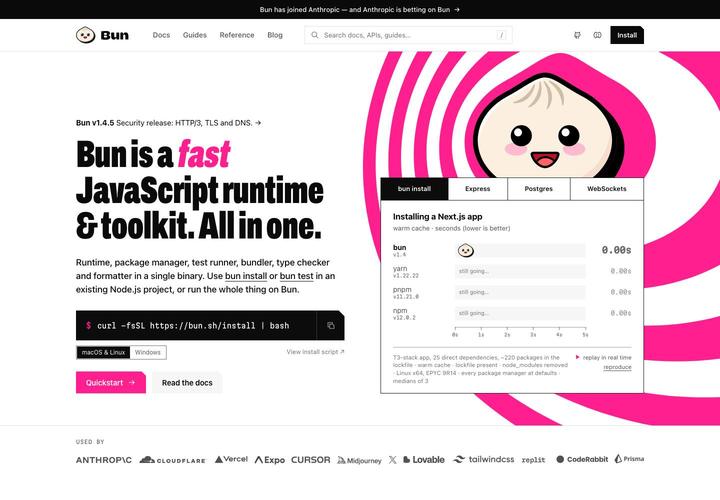 Bun has joined Anthropic — and Anthropic is betting on Bun →
Bun Docs Guides Reference Blog Search docs, APIs, guides... / Install
Bun v1.4.5 Security release: HTTP/3, TLS and DNS. →
Bun is a fast
JavaScript runtime
& toolkit. All in one.
Runtime, package manager, test runner, bundler, type checker
and formatter in a single binary. Use bun install or bun test in an
existing Node.js project, or run the whole thing on Bun.
$ curl -fsSL https://bun.sh/install | bash
macOS & Linux Windows View install script ↗
Quickstart → Read the docs
bun install Express Postgres WebSockets
Installing a Next.js app
warm cache · seconds (lower is better)
bun 0.00s
v1.4
yarn still going... 0.00s
v1.22.22
pnpm still going... 0.00s
v11.21.0
npm still going... 0.00s
v12.0.2
0s 1s 2s 3s 4s 5s
T3-stack app, 25 direct dependencies, ~220 packages in the
lockfile · warm cache · lockfile present · node_modules removed
· Linux x64, EPYC 9R14 · every package manager at defaults ·
medians of 3
▶ replay in real time
reproduce
USED BY
ANTHROP\C CLOUDFLARE Vercel Expo CURSOR Midjourney X Lovable tailwindcss replit CodeRabbit Prisma